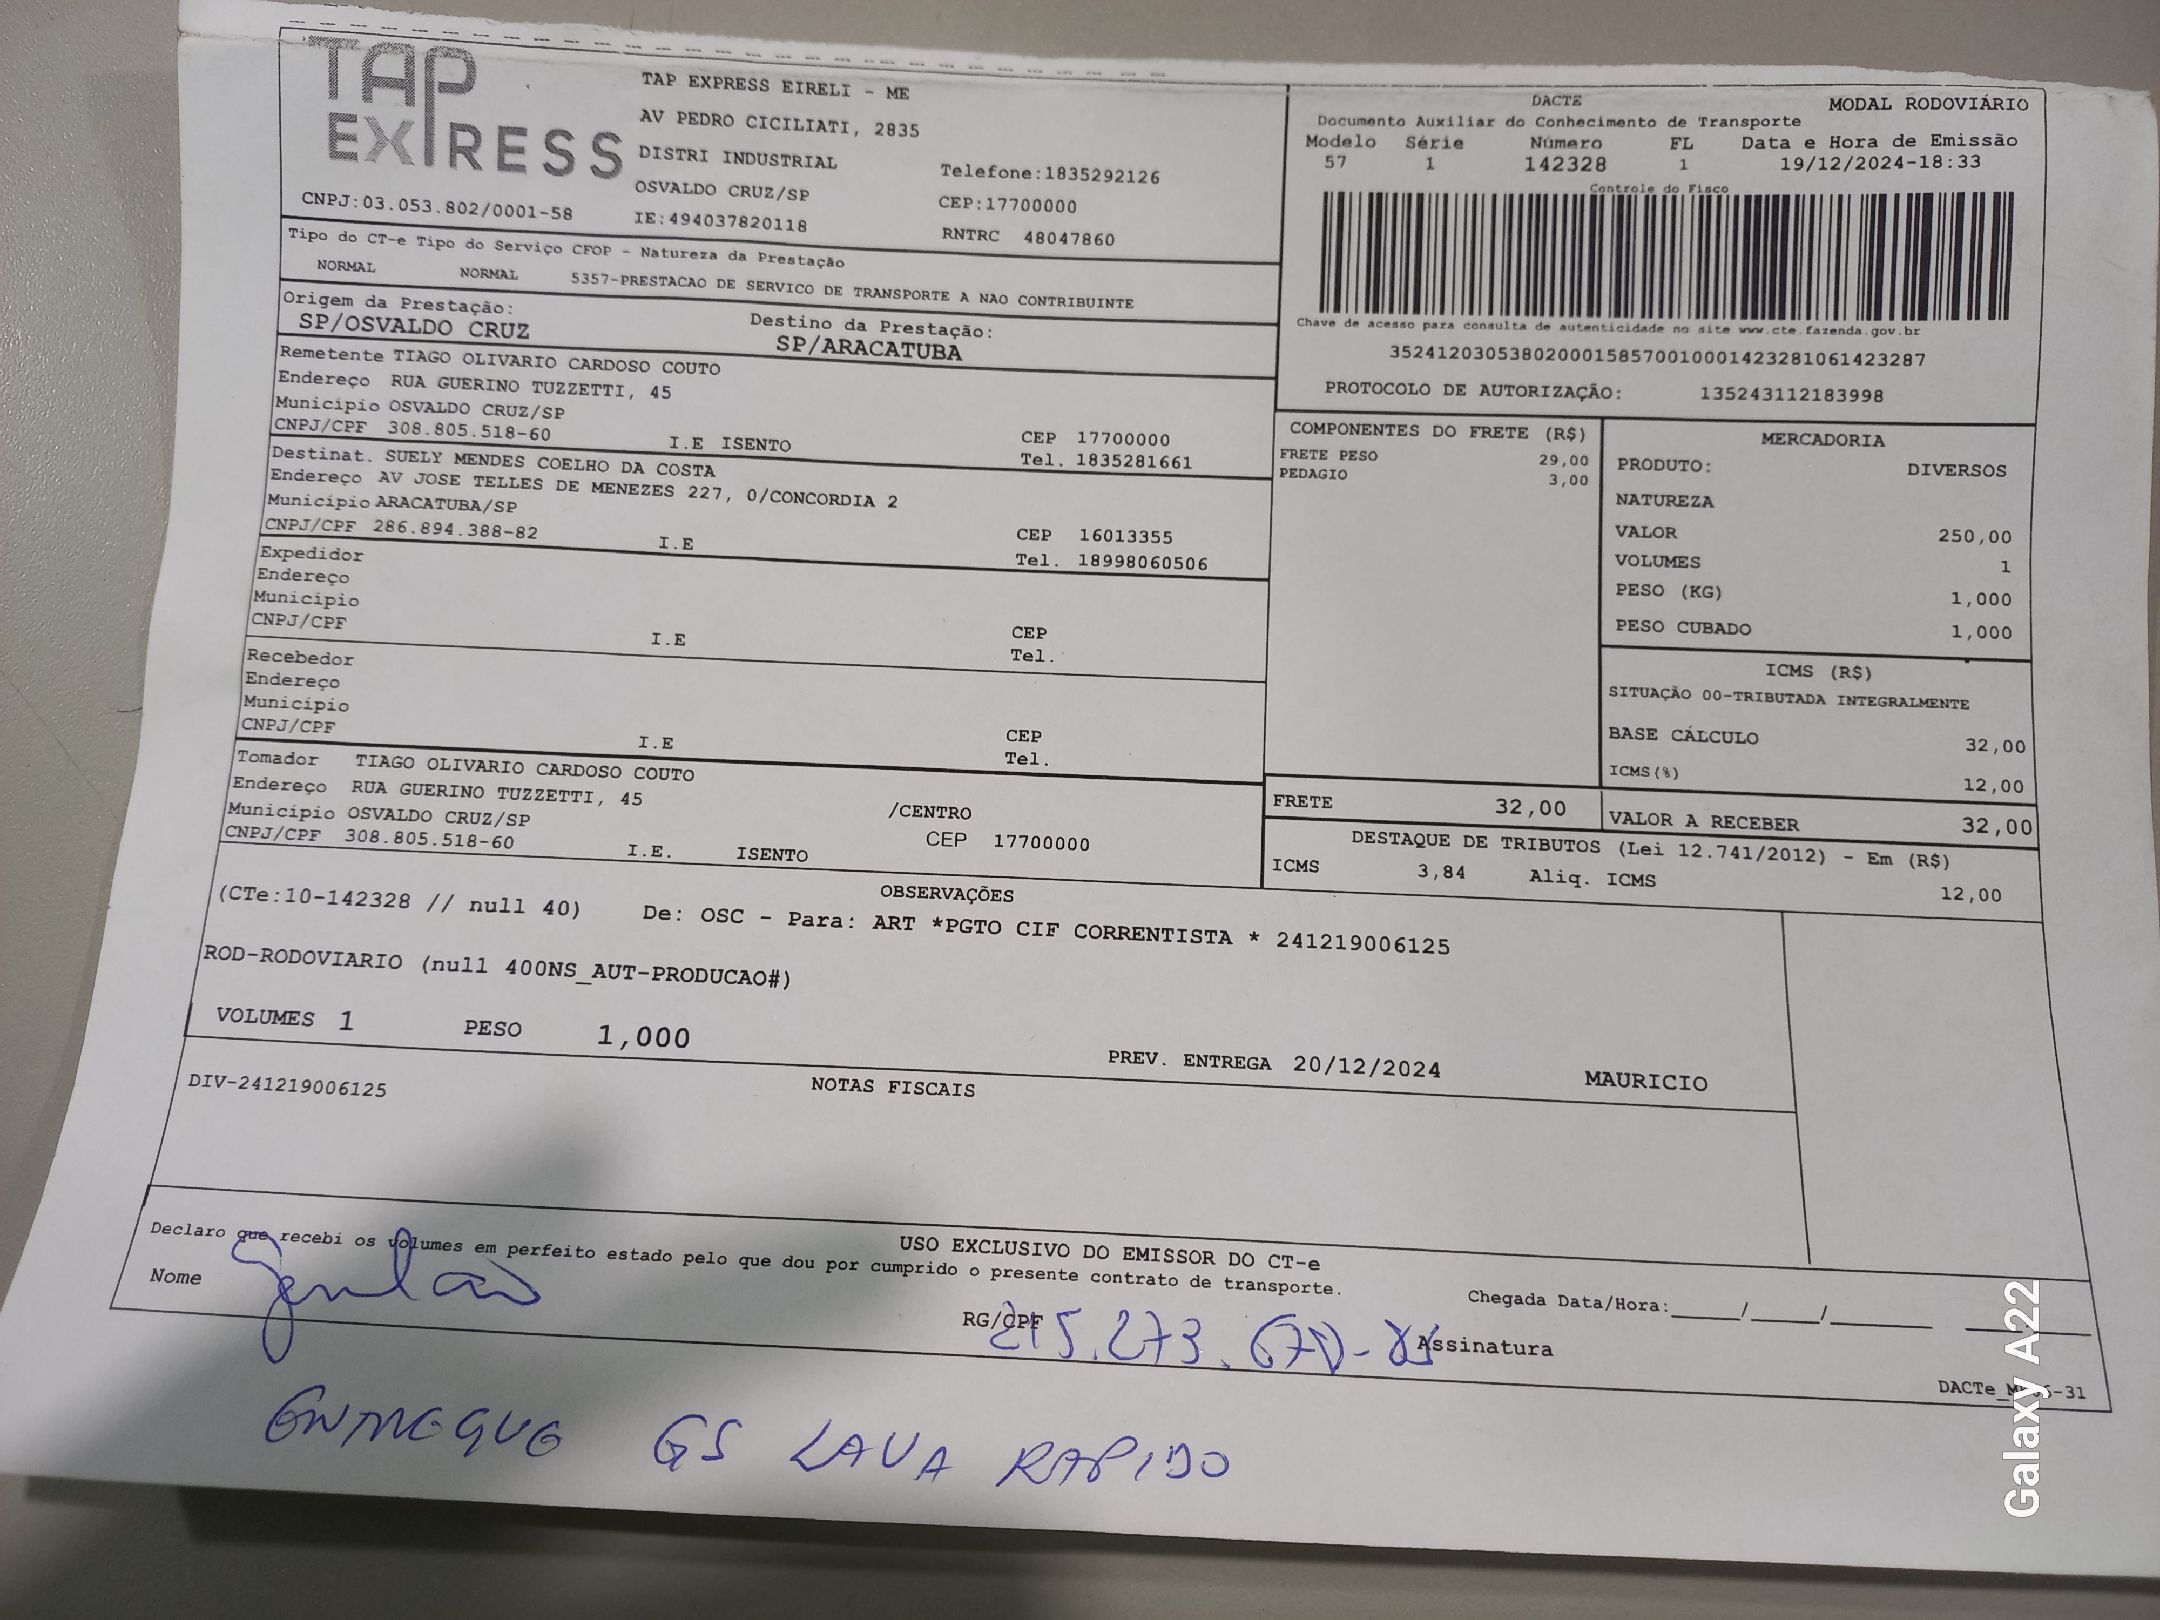 TAP EXPRESS
TAP EXPRESS EIRELI - ME
AV PEDRO CICILIATI, 2835
DISTRI INDUSTRIAL
Telefone:1835292126
OSVALDO CRUZ/SP
CEP:17700000
CNPJ:03.053.802/0001-58
IE:494037820118
RNTRC 48047860
DACTE
MODAL RODOVIÁRIO
Documento Auxiliar do Conhecimento de Transporte
Modelo Série Número FL Data e Hora de Emissão
57 1 142328 1 19/12/2024-18:33
Controle do Fisco
Chave de acesso para consulta de autenticidade no site www.cte.fazenda.gov.br
35241203053802000158570010001423281061423287
PROTOCOLO DE AUTORIZAÇÃO: 135243112183998
Tipo do CT-e Tipo do Serviço CFOP - Natureza da Prestação
NORMAL NORMAL 5357-PRESTACAO DE SERVICO DE TRANSPORTE A NAO CONTRIBUINTE
Origem da Prestação: Destino da Prestação:
SP/OSVALDO CRUZ SP/ARACATUBA
Remetente TIAGO OLIVARIO CARDOSO COUTO
Endereço RUA GUERINO TUZZETTI, 45
Município OSVALDO CRUZ/SP CEP 17700000
CNPJ/CPF 308.805.518-60 I.E ISENTO Tel. 1835281661
Destinat. SUELY MENDES COELHO DA COSTA
Endereço AV JOSE TELLES DE MENEZES 227, 0/CONCORDIA 2
Município ARACATUBA/SP CEP 16013355
CNPJ/CPF 286.894.388-82 I.E Tel. 18998060506
Expedidor
Endereço
Município CEP
CNPJ/CPF I.E Tel.
Recebedor
Endereço
Município CEP
CNPJ/CPF I.E Tel.
Tomador TIAGO OLIVARIO CARDOSO COUTO
Endereço RUA GUERINO TUZZETTI, 45 /CENTRO
Município OSVALDO CRUZ/SP CEP 17700000
CNPJ/CPF 308.805.518-60 I.E. ISENTO
COMPONENTES DO FRETE (R$)
FRETE PESO 29,00
PEDAGIO 3,00
MERCADORIA
PRODUTO: DIVERSOS
NATUREZA
VALOR 250,00
VOLUMES 1
PESO (KG) 1,000
PESO CUBADO 1,000
ICMS (R$)
SITUAÇÃO 00-TRIBUTADA INTEGRALMENTE
BASE CÁLCULO 32,00
ICMS(%) 12,00
FRETE 32,00 VALOR A RECEBER 32,00
DESTAQUE DE TRIBUTOS (Lei 12.741/2012) - Em (R$)
ICMS 3,84 Aliq. ICMS 12,00
OBSERVAÇÕES
(CTe:10-142328 // null 40) De: OSC - Para: ART *PGTO CIF CORRENTISTA * 241219006125
ROD-RODOVIARIO (null 400NS_AUT-PRODUCAO#)
VOLUMES 1 PESO 1,000 PREV. ENTREGA 20/12/2024 MAURICIO
NOTAS FISCAIS
DIV-241219006125
USO EXCLUSIVO DO EMISSOR DO CT-e
Declaro que recebi os volumes em perfeito estado pelo que dou por cumprido o presente contrato de transporte.
Nome RG/CPF Assinatura
Chegada Data/Hora:____/____/______
ENTREGUE GS LAVA RAPIDO
Galaxy A22